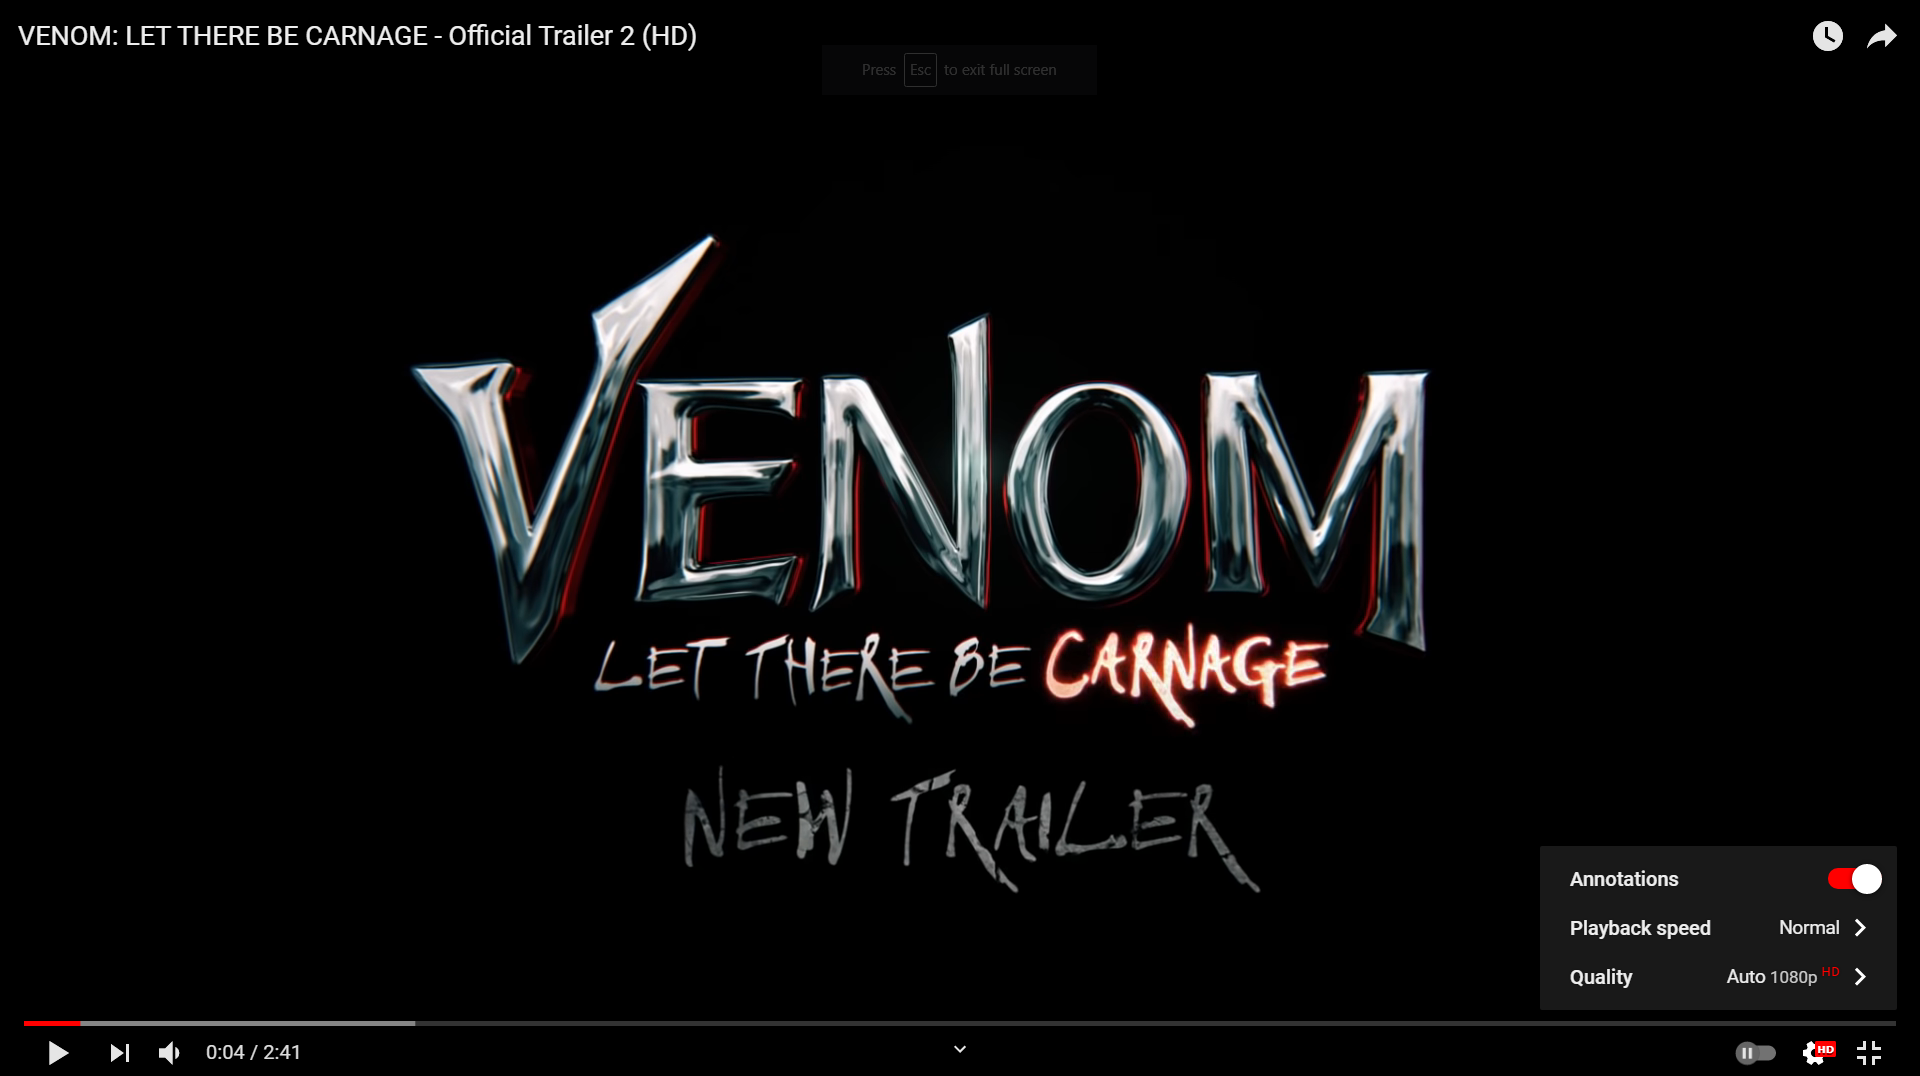 VENOM: LET THERE BE CARNAGE - Official Trailer 2 (HD)
Press Esc to exit full screen
VENOM
LET THERE BE CARNAGE
NEW TRAILER
Annotations
Playback speed Normal
Quality Auto 1080p HD
0:04 / 2:41
HD